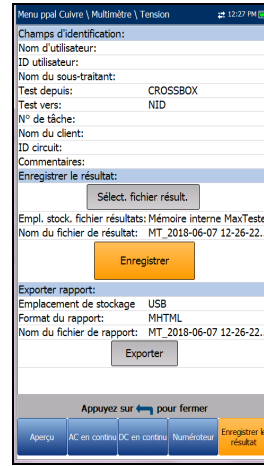 Menu ppal Cuivre \ Multimètre \ Tension 12:27 PM
Champs d'identification:
Nom d'utilisateur:
ID utilisateur:
Nom du sous-traitant:
Test depuis: CROSSBOX
Test vers: NID
N° de tâche:
Nom du client:
ID circuit:
Commentaires:
Enregistrer le résultat:
Sélect. fichier résult.
Empl. stock. fichier résultats: Mémoire interne MaxTeste
Nom du fichier de résultat: MT_2018-06-07 12-26-22..
Enregistrer
Exporter rapport:
Emplacement de stockage USB
Format du rapport: MHTML
Nom du fichier de rapport: MT_2018-06-07 12-26-22..
Exporter
Appuyez sur pour fermer
Aperçu AC en continu DC en continu Numéroteur Enregistrer le
résultat